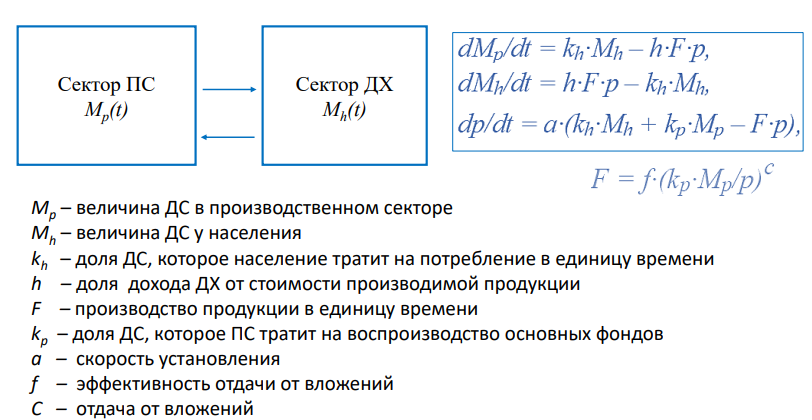 Сектор ПС
Mp(t)
Сектор ДХ
Mh(t)
dMp/dt = kh·Mh – h·F·p,
dMh/dt = h·F·p – kh·Mh,
dp/dt = a·(kh·Mh + kp·Mp – F·p),
F = f·(kp·Mp/p)^c
Mp – величина ДС в производственном секторе
Mh – величина ДС у населения
kh – доля ДС, которое население тратит на потребление в единицу времени
h – доля дохода ДХ от стоимости производимой продукции
F – производство продукции в единицу времени
kp – доля ДС, которое ПС тратит на воспроизводство основных фондов
a – скорость установления
f – эффективность отдачи от вложений
C – отдача от вложений